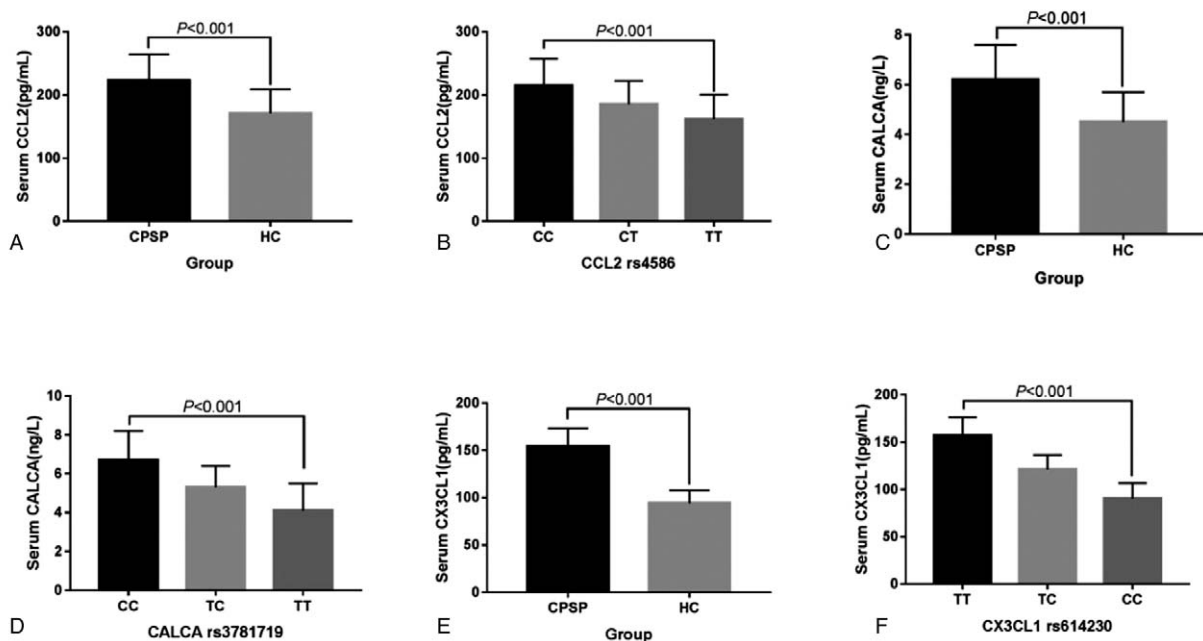 P<0.001
300
200
100
0
Serum CCL2(pg/mL)
CPSP
HC
Group
A
P<0.001
300
200
100
0
Serum CCL2(pg/mL)
CC
CT
TT
CCL2 rs4586
B
P<0.001
8
6
4
2
0
Serum CALCA(ng/L)
CPSP
HC
Group
C
P<0.001
10
8
6
4
2
0
Serum CALCA(ng/L)
CC
TC
TT
CALCA rs3781719
D
P<0.001
200
150
100
50
0
Serum CX3CL1(pg/mL)
CPSP
HC
Group
E
P<0.001
200
150
100
50
0
Serum CX3CL1(pg/mL)
TT
TC
CC
CX3CL1 rs614230
F